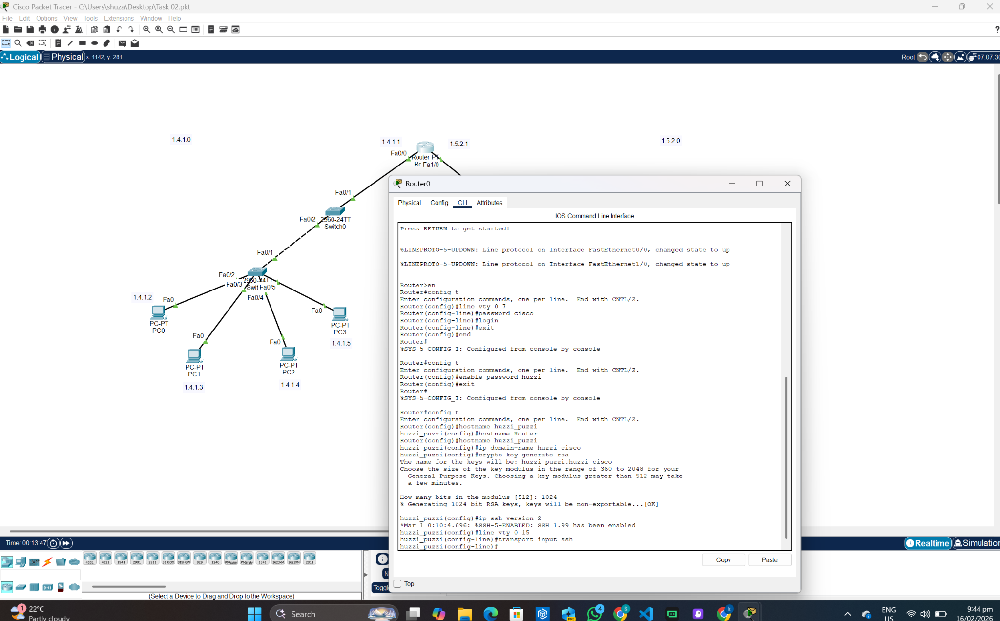 Cisco Packet Tracer - C:\Users\shuza\Desktop\Task 02.pkt
File Edit Options View Tools Extensions Window Help
?
Logical Physical x: 1142, y: 281
Root 07:07:30
1.4.1.0
1.4.1.1
1.5.2.1
1.5.2.0
Fa0/0
Router-PT
Rc Fa1/0
Fa0/1
Fa0/2 2960-24TT
Switch0
Fa0/1
Fa0/2
2960-24TT
Fa0/3
Swit Fa0/5
Fa0/4
1.4.1.2 Fa0
PC-PT
PC0
Fa0
PC-PT
PC3
1.4.1.5
Fa0
PC-PT
PC1
1.4.1.3
Fa0
PC-PT
PC2
1.4.1.4
Router0
Physical Config CLI Attributes
IOS Command Line Interface
Press RETURN to get started!
%LINEPROTO-5-UPDOWN: Line protocol on Interface FastEthernet0/0, changed state to up
%LINEPROTO-5-UPDOWN: Line protocol on Interface FastEthernet1/0, changed state to up
Router>en
Router#config t
Enter configuration commands, one per line.  End with CNTL/Z.
Router(config)#line vty 0 7
Router(config-line)#password cisco
Router(config-line)#login
Router(config-line)#exit
Router(config)#end
Router#
%SYS-5-CONFIG_I: Configured from console by console
Router#config t
Enter configuration commands, one per line.  End with CNTL/Z.
Router(config)#enable password huzzi
Router(config)#exit
Router#
%SYS-5-CONFIG_I: Configured from console by console
Router#config t
Enter configuration commands, one per line.  End with CNTL/Z.
Router(config)#hostname huzzi_puzzi
huzzi_puzzi(config)#hostname Router
Router(config)#hostname huzzi_puzzi
huzzi_puzzi(config)#ip domain-name huzzi_cisco
huzzi_puzzi(config)#crypto key generate rsa
The name for the keys will be: huzzi_puzzi.huzzi_cisco
Choose the size of the key modulus in the range of 360 to 2048 for your
General Purpose Keys. Choosing a key modulus greater than 512 may take
a few minutes.
How many bits in the modulus [512]: 1024
% Generating 1024 bit RSA keys, keys will be non-exportable...[OK]
huzzi_puzzi(config)#ip ssh version 2
*Mar 1 0:10:4.696: %SSH-5-ENABLED: SSH 1.99 has been enabled
huzzi_puzzi(config)#line vty 0 15
huzzi_puzzi(config-line)#transport input ssh
huzzi_puzzi(config-line)#
Copy Paste
Top
Time: 00:13:47
Realtime Simulation
4331 4321 1941 2901 2911 819IOX 819HGW 829 1240 PT-Router PT-Empty 1841 2620XM 2621XM 2811
N
Toggl
(Select a Device to Drag and Drop to the Workspace)
1
22°C
Partly cloudy
Search
PRE
4
S
k
ENG
US
9:44 pm
16/02/2026